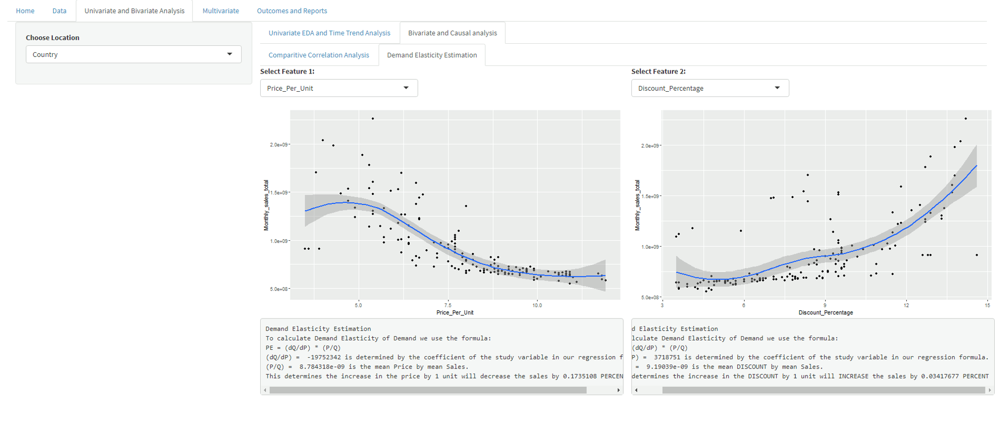 Home
Data
Univariate and Bivariate Analysis
Multivariate
Outcomes and Reports
Choose Location
Country
Univariate EDA and Time Trend Analysis
Bivariate and Causal analysis
Comparitive Correlation Analysis
Demand Elasticity Estimation
Select Feature 1:
Price_Per_Unit
Monthly_sales_total
2.0e+09
1.5e+09
1.0e+09
5.0e+08
5.0
7.5
10.0
Price_Per_Unit
Demand Elasticity Estimation
To calculate Demand Elasticity of Demand we use the formula:
PE = (dQ/dP) * (P/Q)
(dQ/dP) =  -19752342 is determined by the coefficient of the study variable in our regression f
(P/Q) =  8.784318e-09 is the mean Price by mean Sales.
This determines the increase in the price by 1 unit will decrease the sales by 0.1735108 PERCEN
Select Feature 2:
Discount_Percentage
Monthly_sales_total
2.0e+09
1.5e+09
1.0e+09
5.0e+08
3
6
9
12
15
Discount_Percentage
d Elasticity Estimation
lculate Demand Elasticity of Demand we use the formula:
(dQ/dP) * (P/Q)
P) =  3718751 is determined by the coefficient of the study variable in our regression formula.
=  9.19039e-09 is the mean DISCOUNT by mean Sales.
determines the increase in the DISCOUNT by 1 unit will INCREASE the sales by 0.03417677 PERCENT